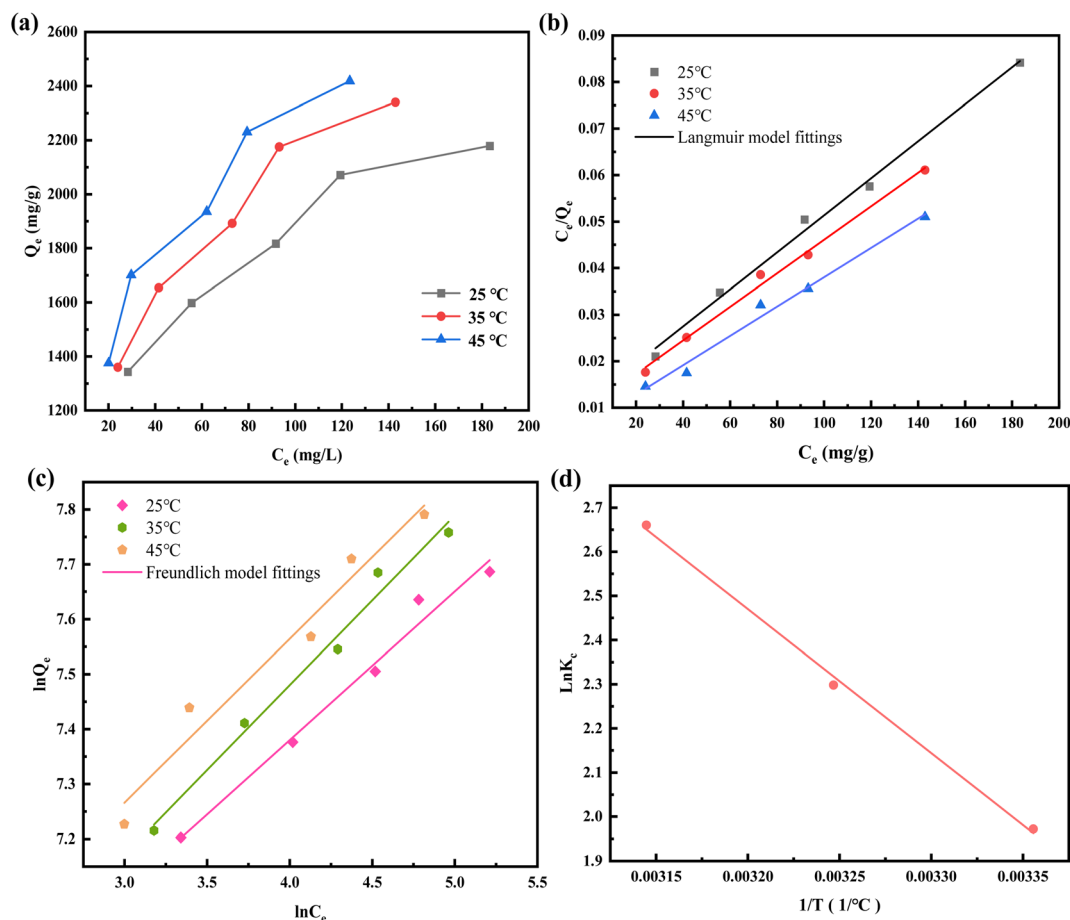 (a)
2600
2400
2200
2000
1800
1600
1400
1200
Qe (mg/g)
0 20 40 60 80 100 120 140 160 180 200
Ce (mg/L)
25 ℃
35 ℃
45 ℃
(b)
0.09
0.08
0.07
0.06
0.05
0.04
0.03
0.02
0.01
Ce/Qe
0 20 40 60 80 100 120 140 160 180 200
Ce (mg/g)
25℃
35℃
45℃
Langmuir model fittings
(c)
7.8
7.7
7.6
7.5
7.4
7.3
7.2
lnQe
3.0 3.5 4.0 4.5 5.0 5.5
lnCe
25℃
35℃
45℃
Freundlich model fittings
(d)
2.7
2.6
2.5
2.4
2.3
2.2
2.1
2.0
1.9
LnKc
0.00315 0.00320 0.00325 0.00330 0.00335
1/T ( 1/℃ )